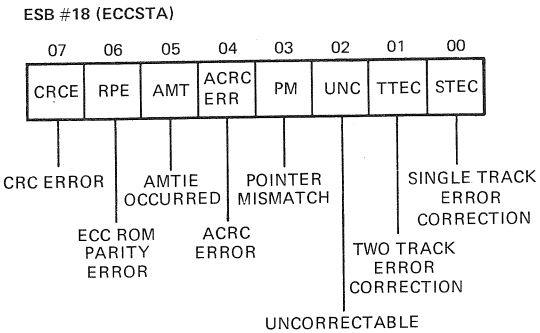 ESB #18 (ECCSTA)
07 06 05 04 03 02 01 00
CRCE RPE AMT ACRC ERR PM UNC TTEC STEC
CRC ERROR
ECC ROM
PARITY
ERROR
AMTIE
OCCURRED
ACRC
ERROR
POINTER
MISMATCH
UNCORRECTABLE
TWO TRACK
ERROR
CORRECTION
SINGLE TRACK
ERROR
CORRECTION